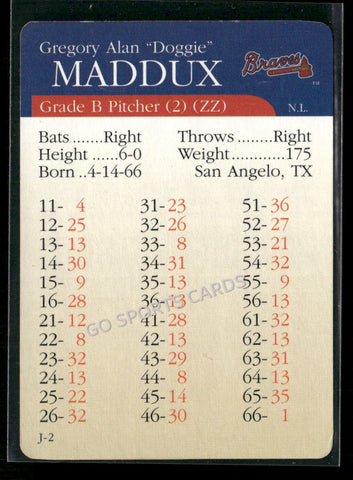 Gregory Alan “Doggie”
MADDUX
Braves
TM
Grade B Pitcher (2) (ZZ)
N.L.
Bats .......Right Throws ........Right
Height ......6-0 Weight............175
Born ..4-14-66 San Angelo, TX
11- 4 31-23 51-36
12-25 32-26 52-27
13-13 33- 8 53-21
14-30 34-31 54-32
15- 9 35- 9 55- 9
16-28 36-13 56-13
21-12 41-28 61-32
22- 8 42-13 62-13
23-32 43-29 63-13
24-13 44- 8 64-13
25-22 45-14 65-35
26-32 46-30 66- 1
GO SPORTS CARDS
J-2